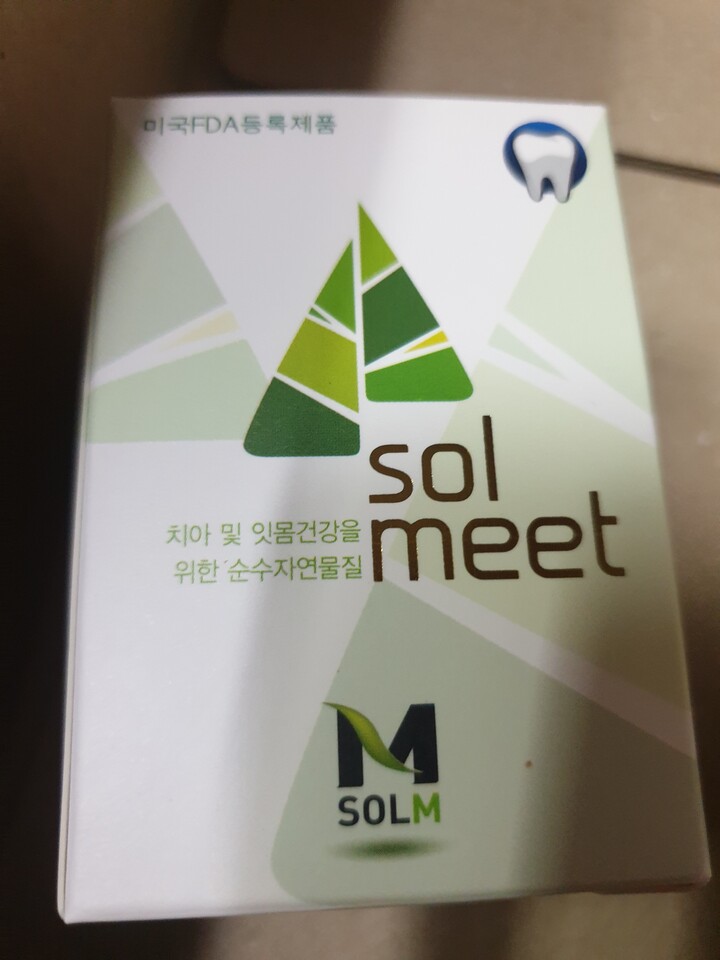 미국FDA등록제품
sol
meet
치아 및 잇몸건강을
위한 순수자연물질
M
SOLM